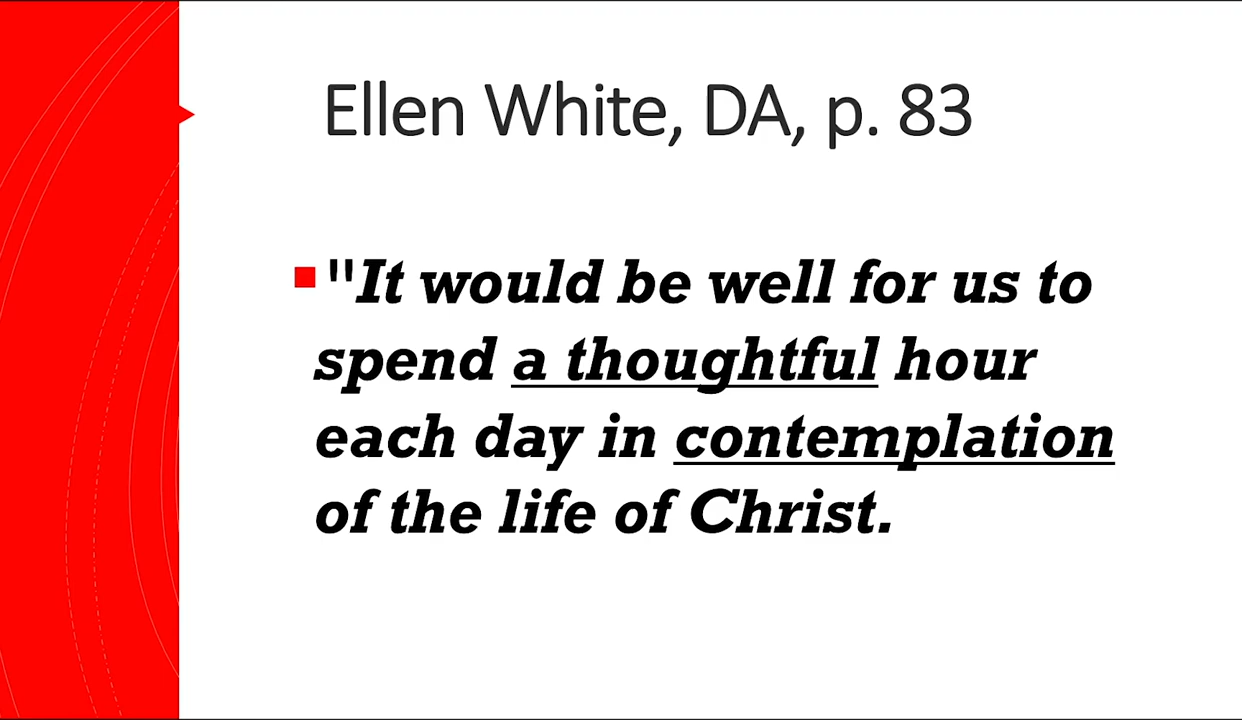 Ellen White, DA, p. 83
"It would be well for us to
spend a thoughtful hour
each day in contemplation
of the life of Christ.